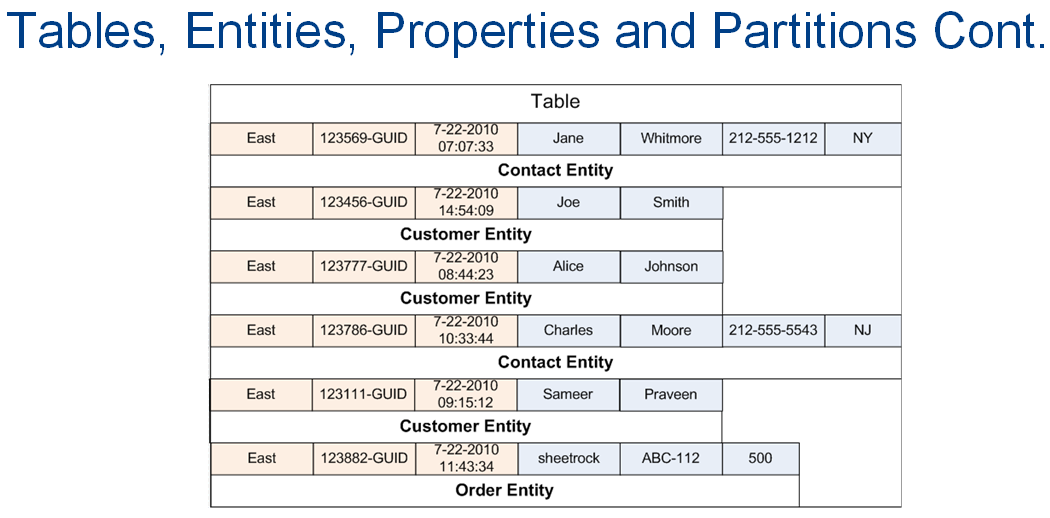 Tables, Entities, Properties and Partitions Cont.
Table
East 123569-GUID 7-22-2010 07:07:33 Jane Whitmore 212-555-1212 NY
Contact Entity
East 123456-GUID 7-22-2010 14:54:09 Joe Smith
Customer Entity
East 123777-GUID 7-22-2010 08:44:23 Alice Johnson
Customer Entity
East 123786-GUID 7-22-2010 10:33:44 Charles Moore 212-555-5543 NJ
Contact Entity
East 123111-GUID 7-22-2010 09:15:12 Sameer Praveen
Customer Entity
East 123882-GUID 7-22-2010 11:43:34 sheetrock ABC-112 500
Order Entity